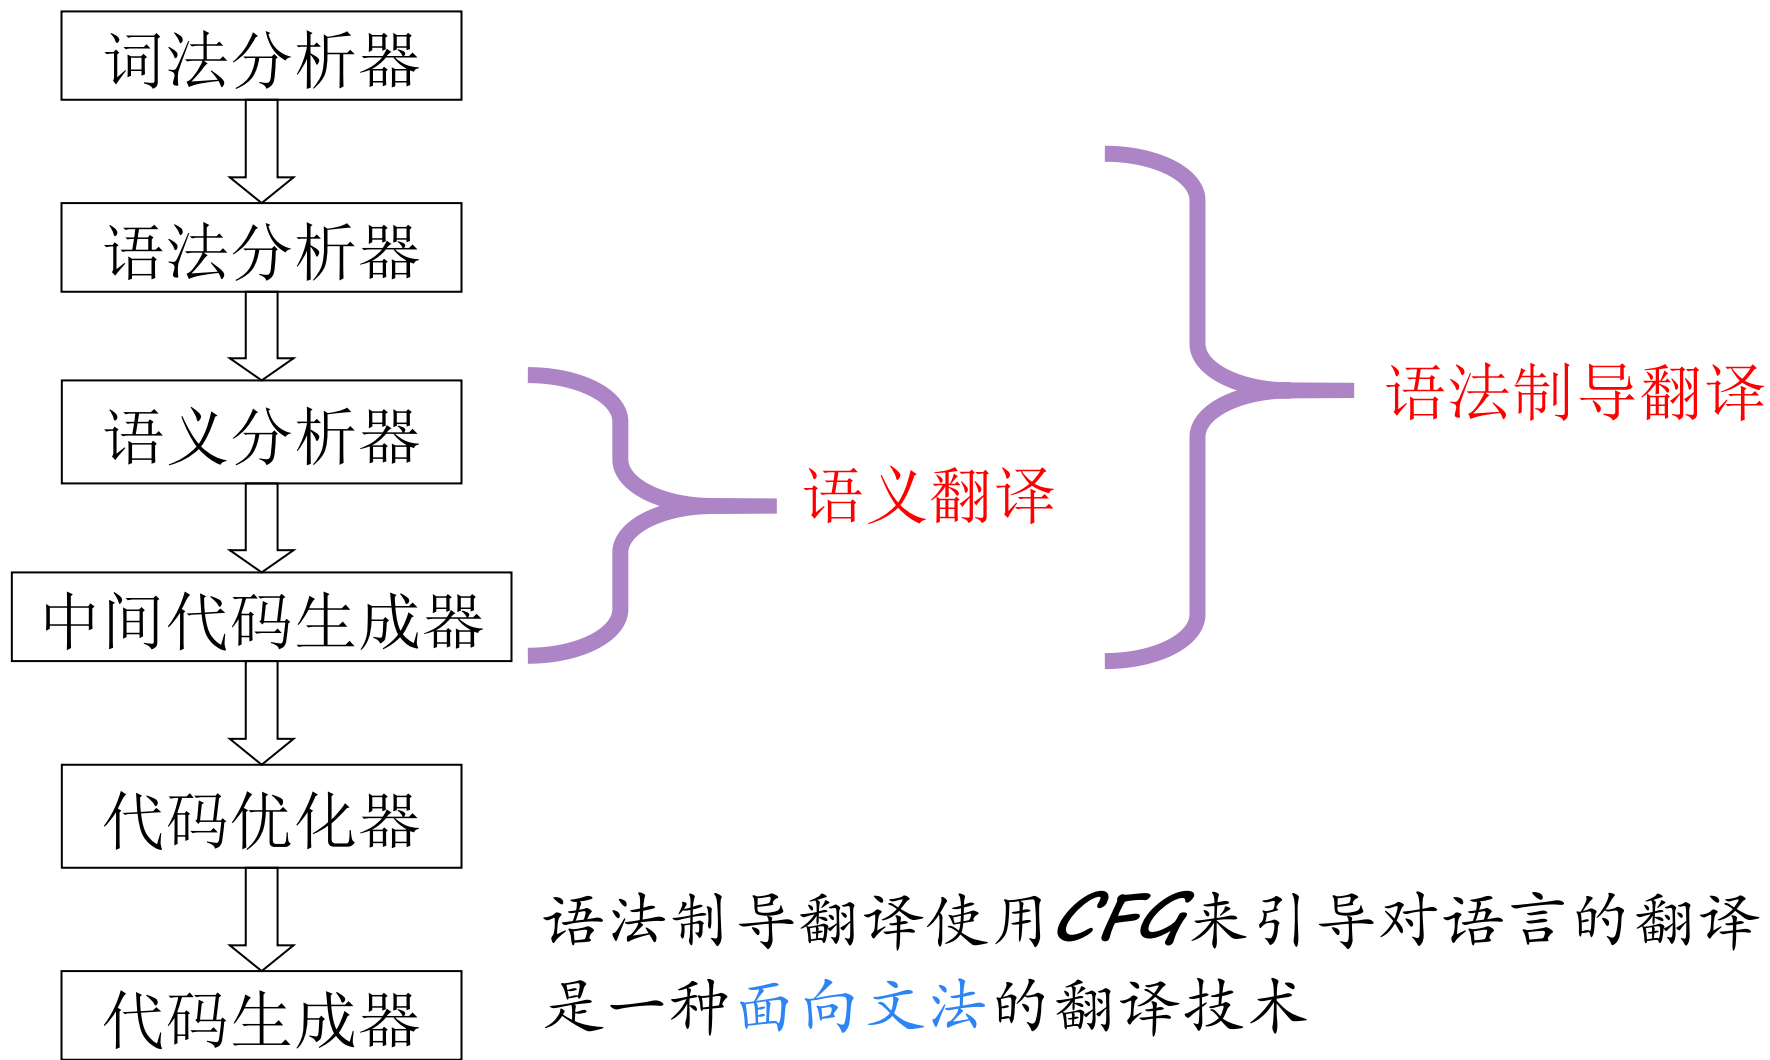 词法分析器
语法分析器
语义分析器
中间代码生成器
代码优化器
代码生成器
语义翻译
语法制导翻译
语法制导翻译使用CFG来引导对语言的翻译
是一种面向文法的翻译技术